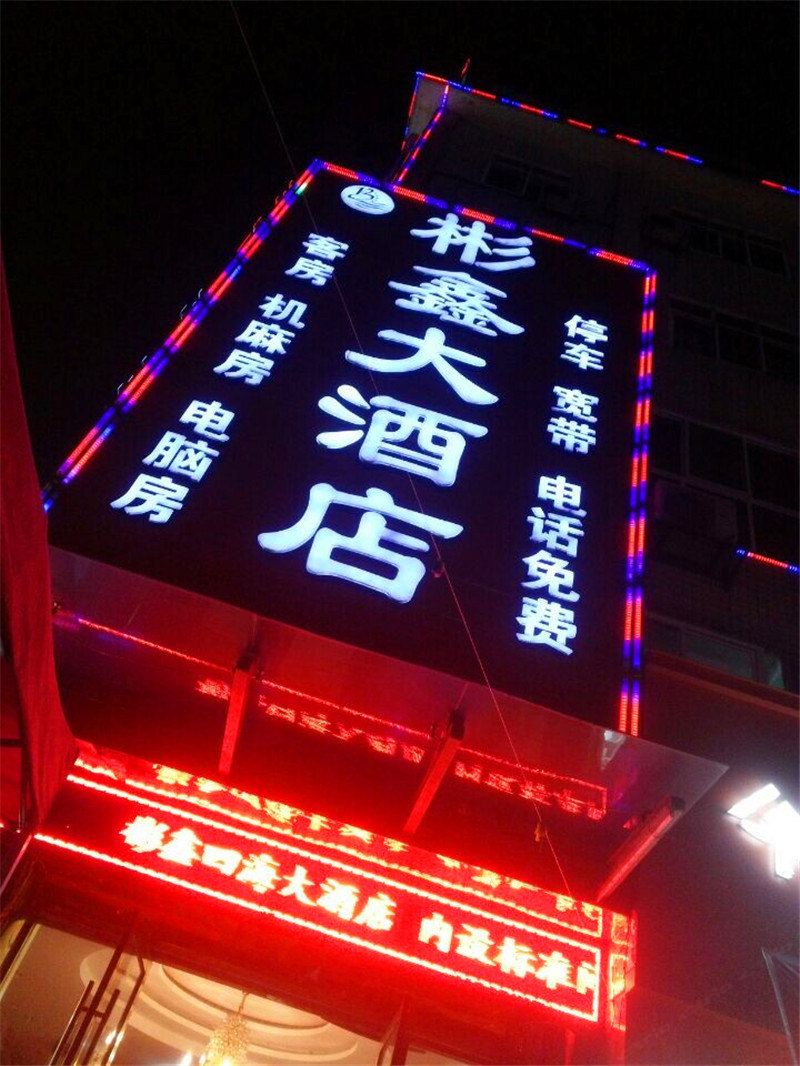 彬鑫大酒店
客房 机麻房 电脑房
停车 宽带 电话免费
彬鑫四海大酒店 内设标准